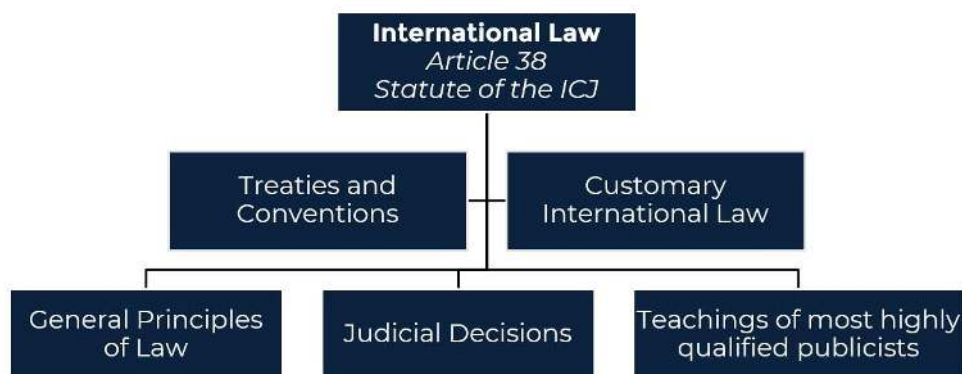 International Law
Article 38
Statute of the ICJ
Treaties and
Conventions
Customary
International Law
General Principles
of Law
Judicial Decisions
Teachings of most highly
qualified publicists